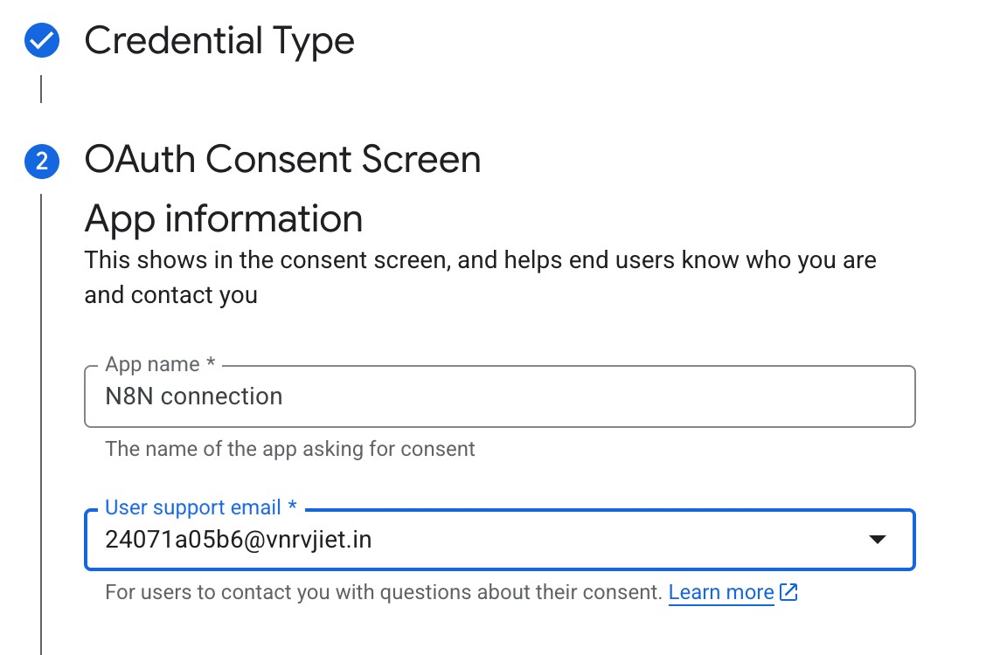 Credential Type
2
OAuth Consent Screen
App information
This shows in the consent screen, and helps end users know who you are
and contact you
App name *
N8N connection
The name of the app asking for consent
User support email *
24071a05b6@vnrvjiet.in
For users to contact you with questions about their consent. Learn more